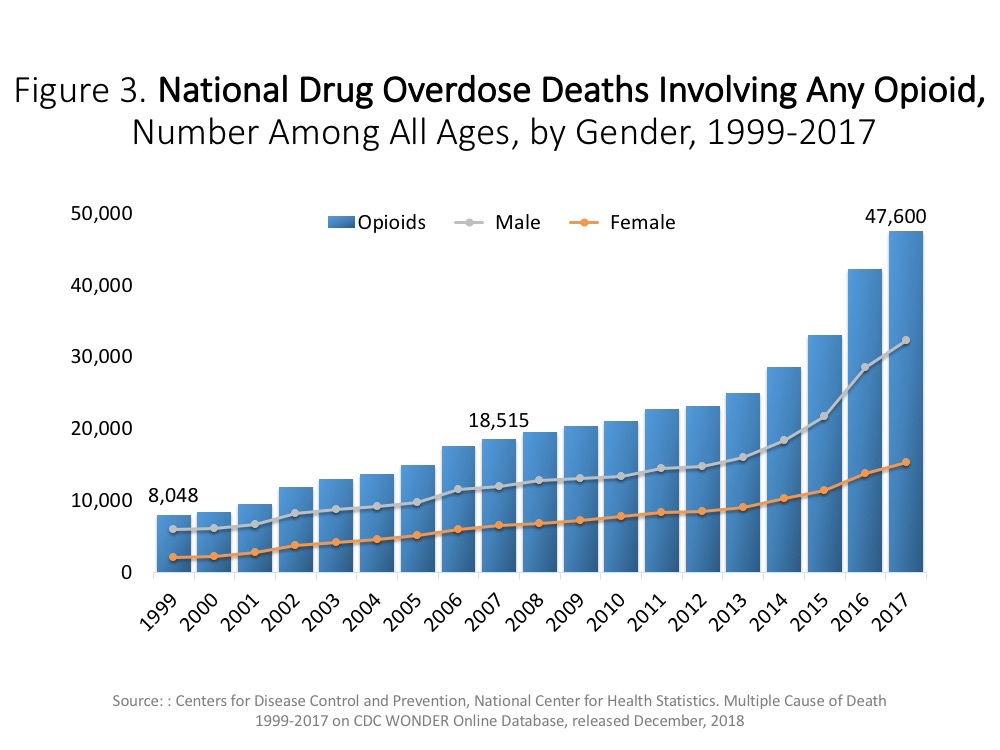 Figure 3. National Drug Overdose Deaths Involving Any Opioid,
Number Among All Ages, by Gender, 1999-2017
50,000
40,000
30,000
20,000
10,000
0
Opioids Male Female
8,048
18,515
47,600
1999 2000 2001 2002 2003 2004 2005 2006 2007 2008 2009 2010 2011 2012 2013 2014 2015 2016 2017
Source: : Centers for Disease Control and Prevention, National Center for Health Statistics. Multiple Cause of Death
1999-2017 on CDC WONDER Online Database, released December, 2018